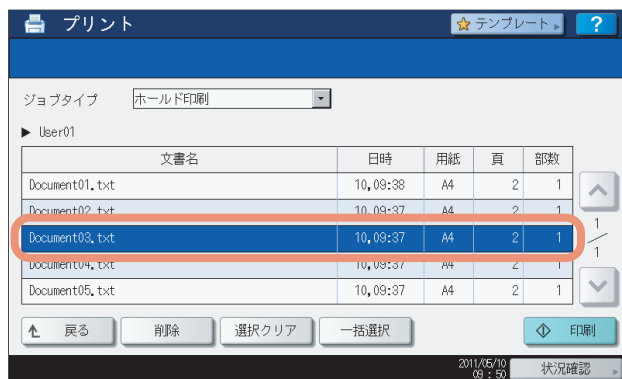 プリント
テンプレート
?
ジョブタイプ ホールド印刷
User01
文書名 日時 用紙 頁 部数
Document01.txt 10,09:38 A4 2 1
Document02.txt 10,09:37 A4 2 1
Document03.txt 10,09:37 A4 2 1
Document04.txt 10,09:37 A4 2 1
Document05.txt 10,09:37 A4 2 1
1/1
戻る 削除 選択クリア 一括選択 印刷
2011/05/10
09:50
状況確認